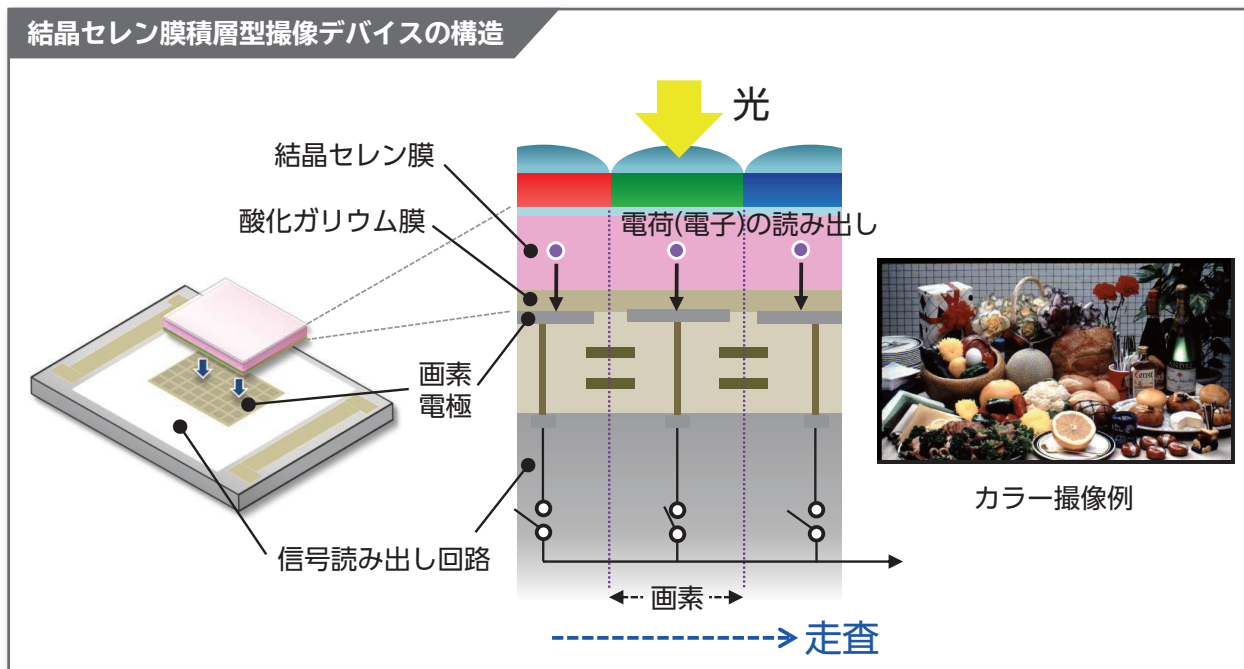 結晶セレン膜積層型撮像デバイスの構造
光
結晶セレン膜
酸化ガリウム膜
電荷(電子)の読み出し
画素
電極
信号読み出し回路
カラー撮像例
画素
走査